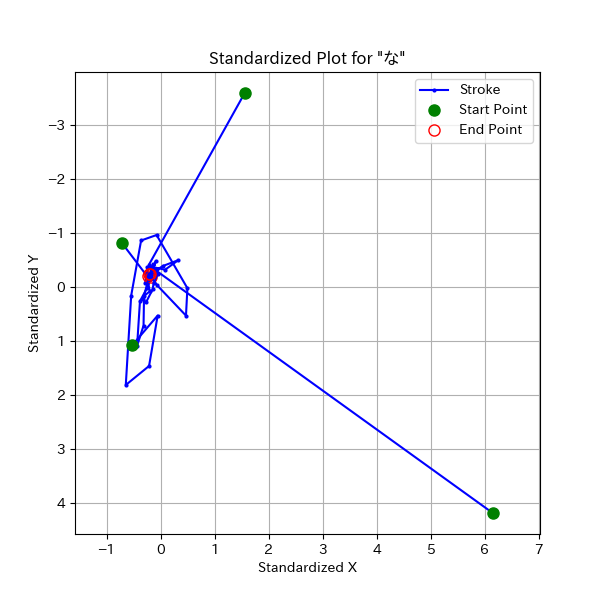 Standardized Plot for "な"
Stroke
Start Point
End Point
Standardized Y
−3
−2
−1
0
1
2
3
4
−1 0 1 2 3 4 5 6 7
Standardized X